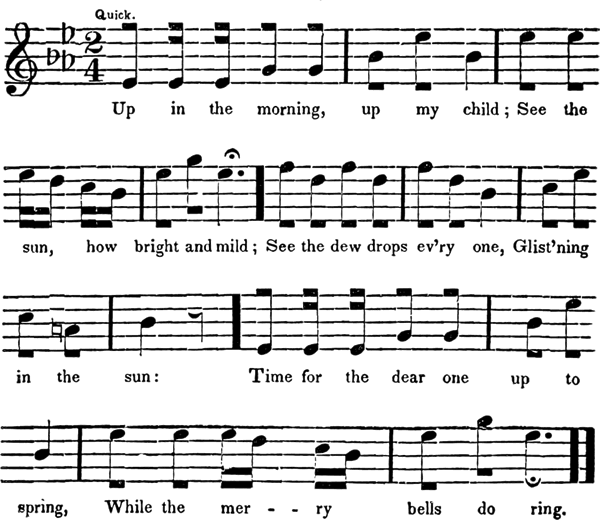 Quick.
2
4
Up in the morning, up my child; See the
sun, how bright and mild; See the dew drops ev'ry one, Glist'ning
in the sun: Time for the dear one up to
spring, While the mer - - ry bells do ring.